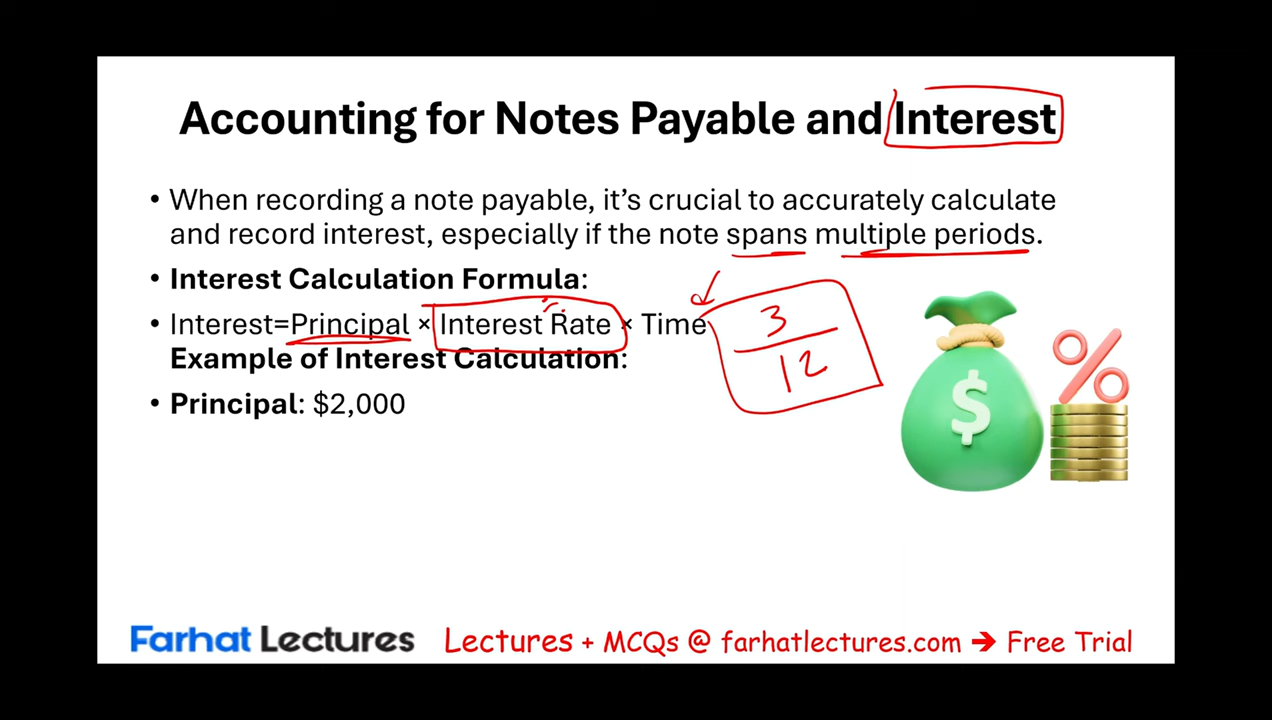 Accounting for Notes Payable and Interest
• When recording a note payable, it’s crucial to accurately calculate
and record interest, especially if the note spans multiple periods.
• Interest Calculation Formula:
• Interest=Principal × Interest Rate × Time
3
12
Example of Interest Calculation:
• Principal: $2,000
$
%
Farhat Lectures Lectures + MCQs @ farhatlectures.com ➔ Free Trial